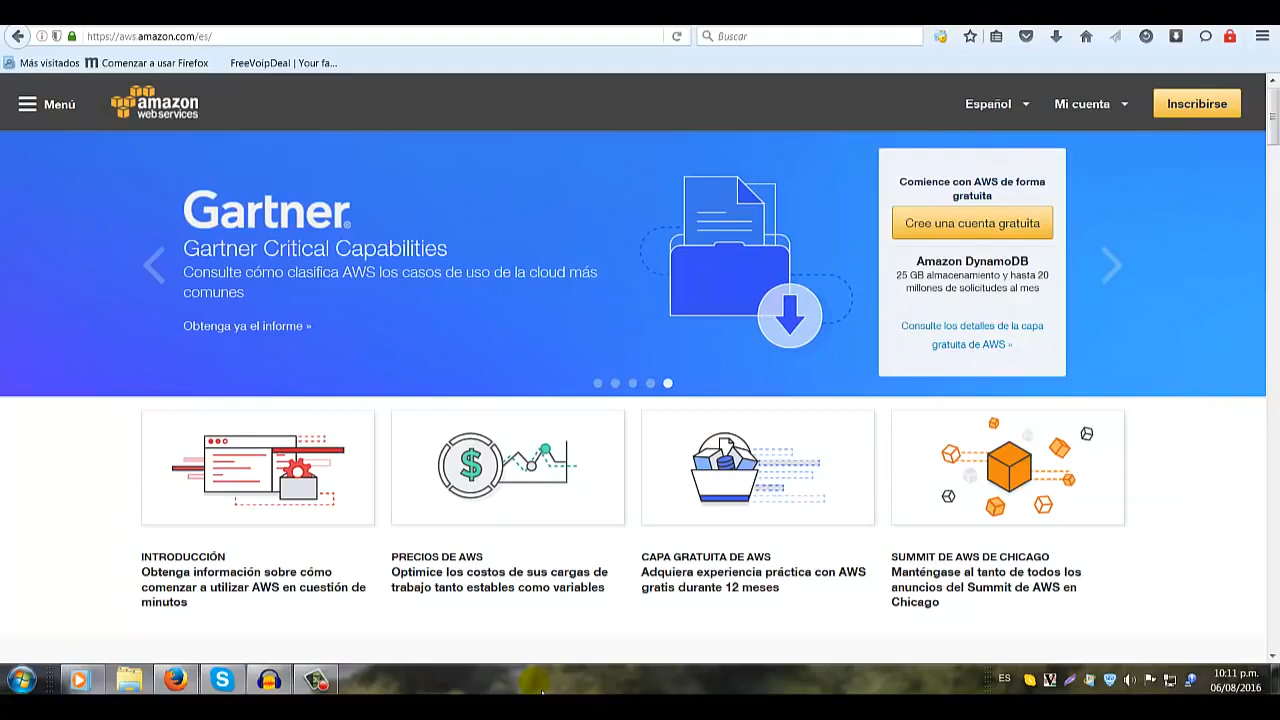 https://aws.amazon.com/es/
Buscar
Más visitados
Comenzar a usar Firefox
FreeVoipDeal | Your fa...
Menú
amazon
web services
Español
Mi cuenta
Inscribirse
Gartner®
Gartner Critical Capabilities
Consulte cómo clasifica AWS los casos de uso de la cloud más
comunes
Obtenga ya el informe »
Comience con AWS de forma
gratuita
Cree una cuenta gratuita
Amazon DynamoDB
25 GB almacenamiento y hasta 20
millones de solicitudes al mes
Consulte los detalles de la capa
gratuita de AWS »
INTRODUCCIÓN
Obtenga información sobre cómo
comenzar a utilizar AWS en cuestión de
minutos
PRECIOS DE AWS
Optimice los costos de sus cargas de
trabajo tanto estables como variables
CAPA GRATUITA DE AWS
Adquiera experiencia práctica con AWS
gratis durante 12 meses
SUMMIT DE AWS DE CHICAGO
Manténgase al tanto de todos los
anuncios del Summit de AWS en
Chicago
ES
10:11 p.m.
06/08/2016